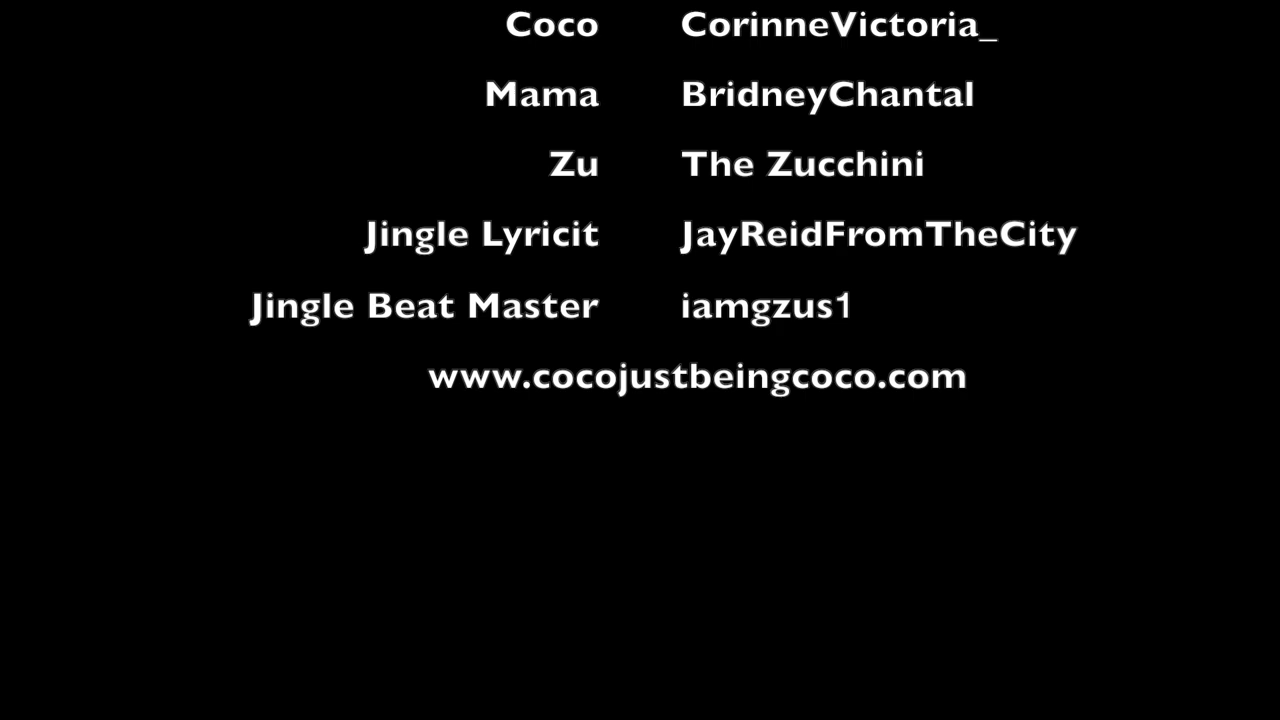 Coco CorinneVictoria_
Mama BridneyChantal
Zu The Zucchini
Jingle Lyricit JayReidFromTheCity
Jingle Beat Master iamgzus1
www.cocojustbeingcoco.com